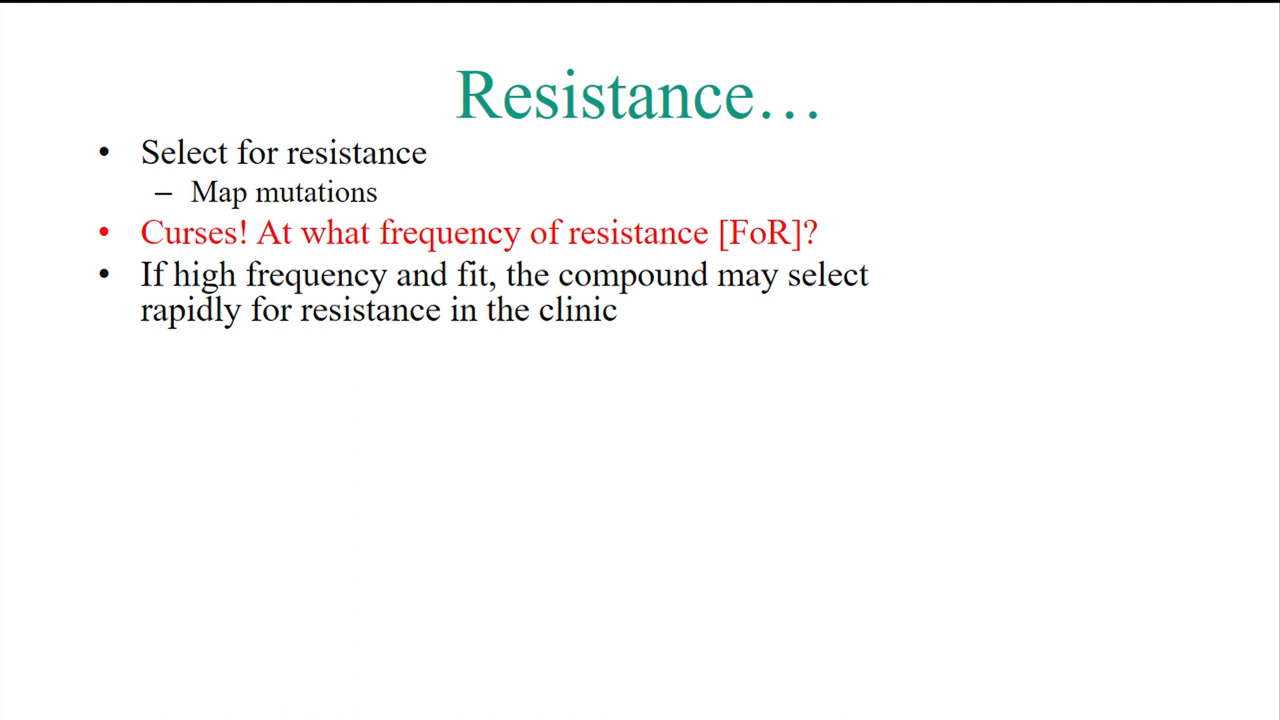 Resistance…
• Select for resistance
– Map mutations
• Curses! At what frequency of resistance [FoR]?
• If high frequency and fit, the compound may select
rapidly for resistance in the clinic